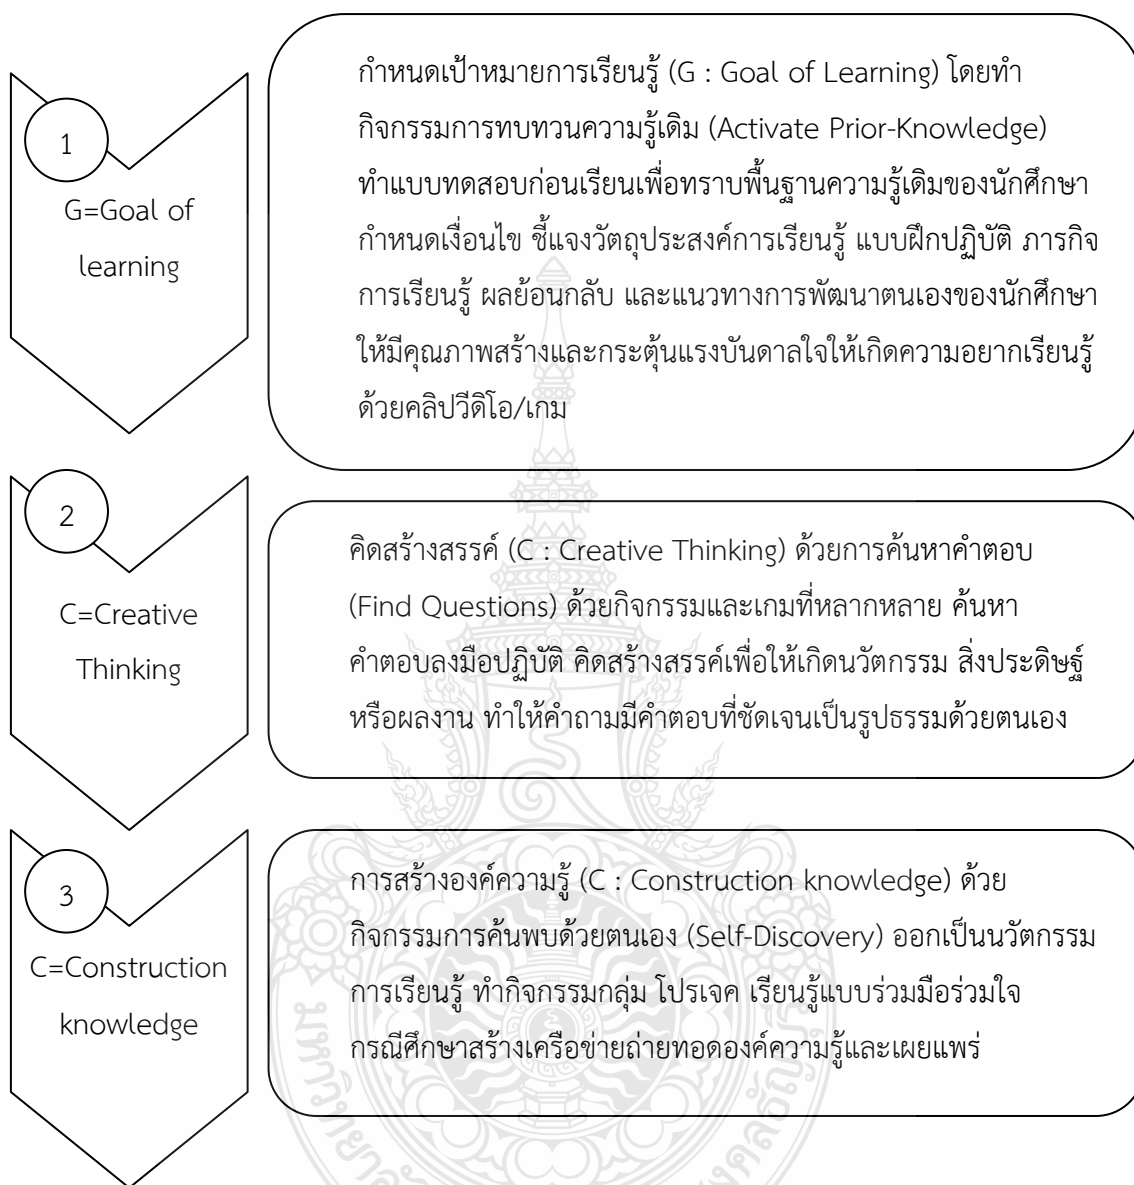 1
G=Goal of
learning
กำหนดเป้าหมายการเรียนรู้ (G : Goal of Learning) โดยทำ
กิจกรรมการทบทวนความรู้เดิม (Activate Prior-Knowledge)
ทำแบบทดสอบก่อนเรียนเพื่อทราบพื้นฐานความรู้เดิมของนักศึกษา
กำหนดเงื่อนไข ชี้แจงวัตถุประสงค์การเรียนรู้ แบบฝึกปฏิบัติ ภารกิจ
การเรียนรู้ ผลย้อนกลับ และแนวทางการพัฒนาตนเองของนักศึกษา
ให้มีคุณภาพสร้างและกระตุ้นแรงบันดาลใจให้เกิดความอยากเรียนรู้
ด้วยคลิปวีดิโอ/เกม
2
C=Creative
Thinking
คิดสร้างสรรค์ (C : Creative Thinking) ด้วยการค้นหาคำตอบ
(Find Questions) ด้วยกิจกรรมและเกมที่หลากหลาย ค้นหา
คำตอบลงมือปฏิบัติ คิดสร้างสรรค์เพื่อให้เกิดนวัตกรรม สิ่งประดิษฐ์
หรือผลงาน ทำให้คำถามมีคำตอบที่ชัดเจนเป็นรูปธรรมด้วยตนเอง
3
C=Construction
knowledge
การสร้างองค์ความรู้ (C : Construction knowledge) ด้วย
กิจกรรมการค้นพบด้วยตนเอง (Self-Discovery) ออกเป็นนวัตกรรม
การเรียนรู้ ทำกิจกรรมกลุ่ม โปรเจค เรียนรู้แบบร่วมมือร่วมใจ
กรณีศึกษาสร้างเครือข่ายถ่ายทอดองค์ความรู้และเผยแพร่